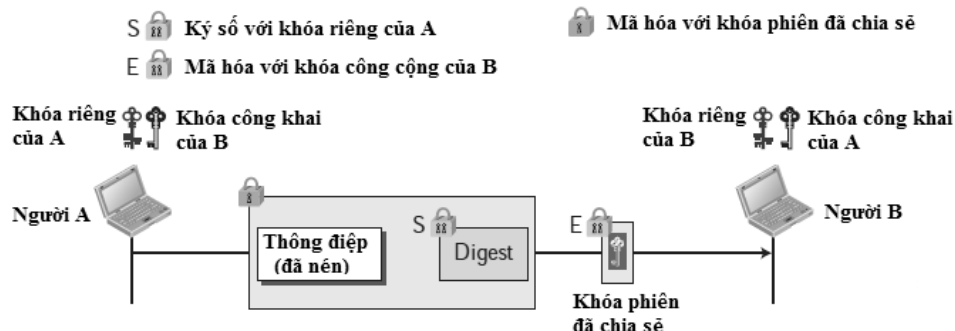 S Ký số với khóa riêng của A
Mã hóa với khóa phiên đã chia sẻ
E Mã hóa với khóa công cộng của B
Khóa riêng
của A
Khóa công khai
của B
Khóa riêng
của B
Khóa công khai
của A
Người A
Người B
Thông điệp
(đã nén)
S
Digest
E
Khóa phiên
đã chia sẻ